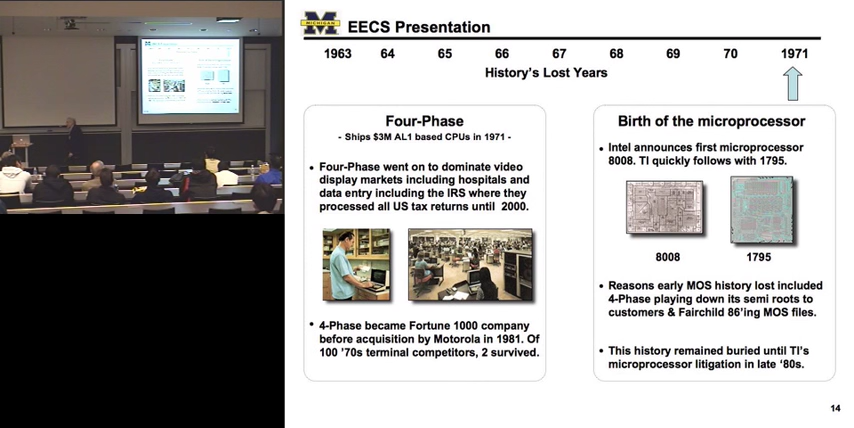 MICHIGAN
EECS Presentation
1963 64 65 66 67 68 69 70 1971
History's Lost Years
Four-Phase
- Ships $3M AL1 based CPUs in 1971 -
• Four-Phase went on to dominate video
display markets including hospitals and
data entry including the IRS where they
processed all US tax returns until 2000.
• 4-Phase became Fortune 1000 company
before acquisition by Motorola in 1981. Of
100 '70s terminal competitors, 2 survived.
Birth of the microprocessor
• Intel announces first microprocessor
8008. TI quickly follows with 1795.
8008 1795
• Reasons early MOS history lost included
4-Phase playing down its semi roots to
customers & Fairchild 86'ing MOS files.
• This history remained buried until TI's
microprocessor litigation in late '80s.
14